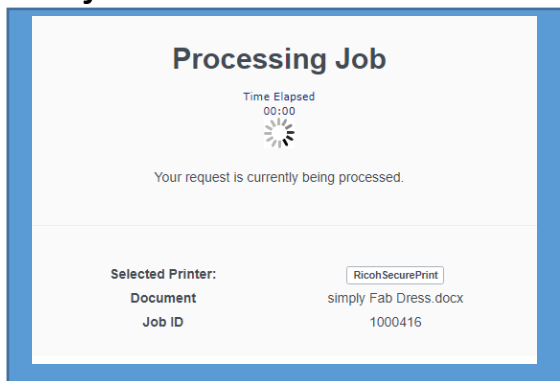 Processing Job
Time Elapsed
00:00
Your request is currently being processed.
Selected Printer: RicohSecurePrint
Document simply Fab Dress.docx
Job ID 1000416